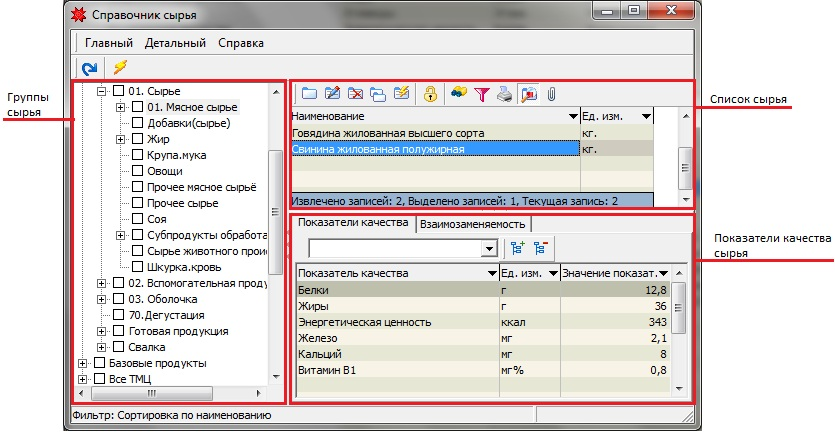 Справочник сырья
Главный Детальный Справка
Группы сырья
01. Сырье
01. Мясное сырье
Добавки(сырье)
Жир
Крупа.мука
Овощи
Прочее мясное сырьё
Прочее сырье
Соя
Субпродукты обработа
Сырье животного прои
Шкурка.кровь
02. Вспомогательная проду
03. Оболочка
70.Дегустация
Готовая продукция
Свалка
Базовые продукты
Все ТМЦ
Список сырья
Наименование Ед. изм.
Говядина жилованная высшего сорта кг.
Свинина жилованная полужирная кг.
Извлечено записей: 2, Выделено записей: 1, Текущая запись: 2
Показатели качества сырья
Показатели качества Взаимозаменяемость
Показатель качества Ед. изм. Значение показат.
Белки г 12,8
Жиры г 36
Энергетическая ценность ккал 343
Железо мг 2,1
Кальций мг 8
Витамин В1 мг% 0,8
Фильтр: Сортировка по наименованию